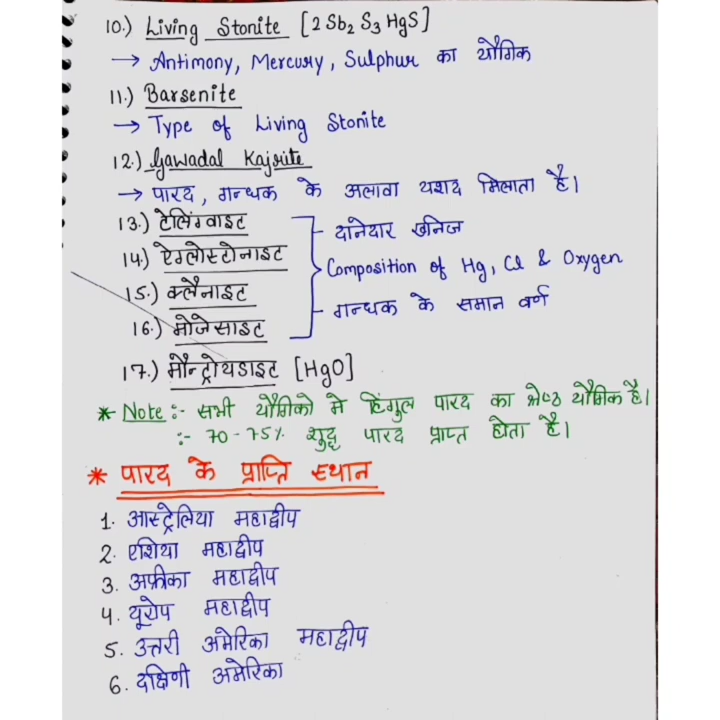 10.) Living Stonite [2 Sb2 S3 HgS]
→ Antimony, Mercury, Sulphur का यौगिक
11.) Barsenite
→ Type of Living Stonite
12.) Gawadal Kajrite
→ पारद, गन्धक के अलावा यशद मिलता है।
13.) टेलिंग्वाइट - दानेदार खनिज
14.) ऐग्लोस्टोनाइट
Composition of Hg, Cl & Oxygen
15.) क्लैनाइट - गन्धक के समान वर्ण
16.) मोजेसाइट
17.) मौन्ट्रोयडाइट [HgO]
* Note :- सभी यौगिको मे हिंगुल पारद का श्रेष्ठ यौगिक है।
:- 70-75% शुद्ध पारद प्राप्त होता है।
* पारद के प्राप्ति स्थान
1. आस्ट्रेलिया महाद्वीप
2. एशिया महाद्वीप
3. अफ्रीका महाद्वीप
4. यूरोप महाद्वीप
5. उत्तरी अमेरिका महाद्वीप
6. दक्षिणी अमेरिका